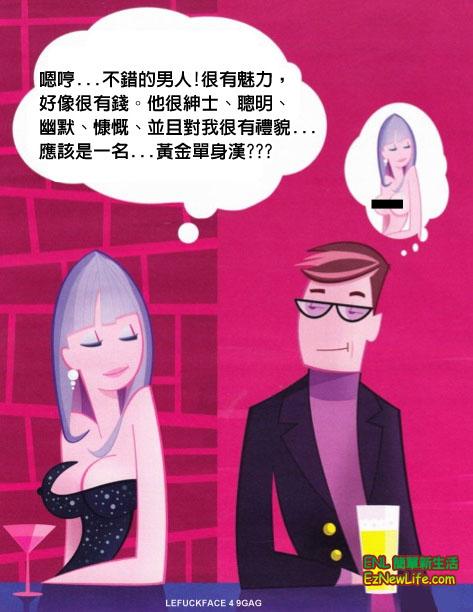 嗯哼...不錯的男人!很有魅力，
好像很有錢。他很紳士、聰明、
幽默、慷慨、並且對我很有禮貌...
應該是一名...黃金單身漢???
ENL 簡單新生活
EzNewLife.com
LEFUCKFACE 4 9GAG